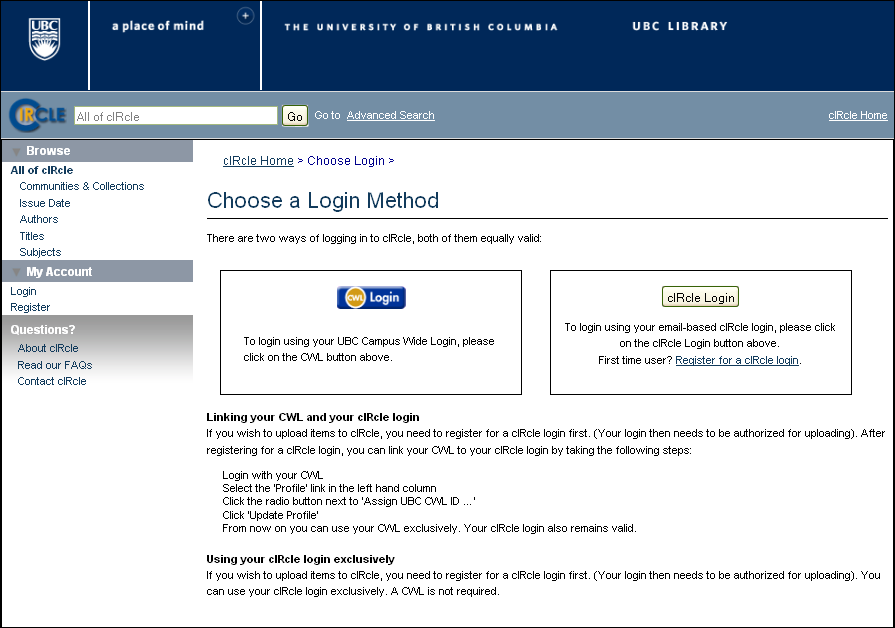 UBC
a place of mind
THE UNIVERSITY OF BRITISH COLUMBIA
UBC LIBRARY
cIRcLE
All of cIRcle
Go
Go to Advanced Search
cIRcle Home
Browse
All of cIRcle
Communities & Collections
Issue Date
Authors
Titles
Subjects
My Account
Login
Register
Questions?
About cIRcle
Read our FAQs
Contact cIRcle
cIRcle Home > Choose Login >
Choose a Login Method
There are two ways of logging in to cIRcle, both of them equally valid:
CWL Login
To login using your UBC Campus Wide Login, please
click on the CWL button above.
cIRcle Login
To login using your email-based cIRcle login, please click
on the cIRcle Login button above.
First time user? Register for a cIRcle login.
Linking your CWL and your cIRcle login
If you wish to upload items to cIRcle, you need to register for a cIRcle login first. (Your login then needs to be authorized for uploading). After
registering for a cIRcle login, you can link your CWL to your cIRcle login by taking the following steps:
Login with your CWL
Select the 'Profile' link in the left hand column
Click the radio button next to 'Assign UBC CWL ID ...'
Click 'Update Profile'
From now on you can use your CWL exclusively. Your cIRcle login also remains valid.
Using your cIRcle login exclusively
If you wish to upload items to cIRcle, you need to register for a cIRcle login first. (Your login then needs to be authorized for uploading). You
can use your cIRcle login exclusively. A CWL is not required.